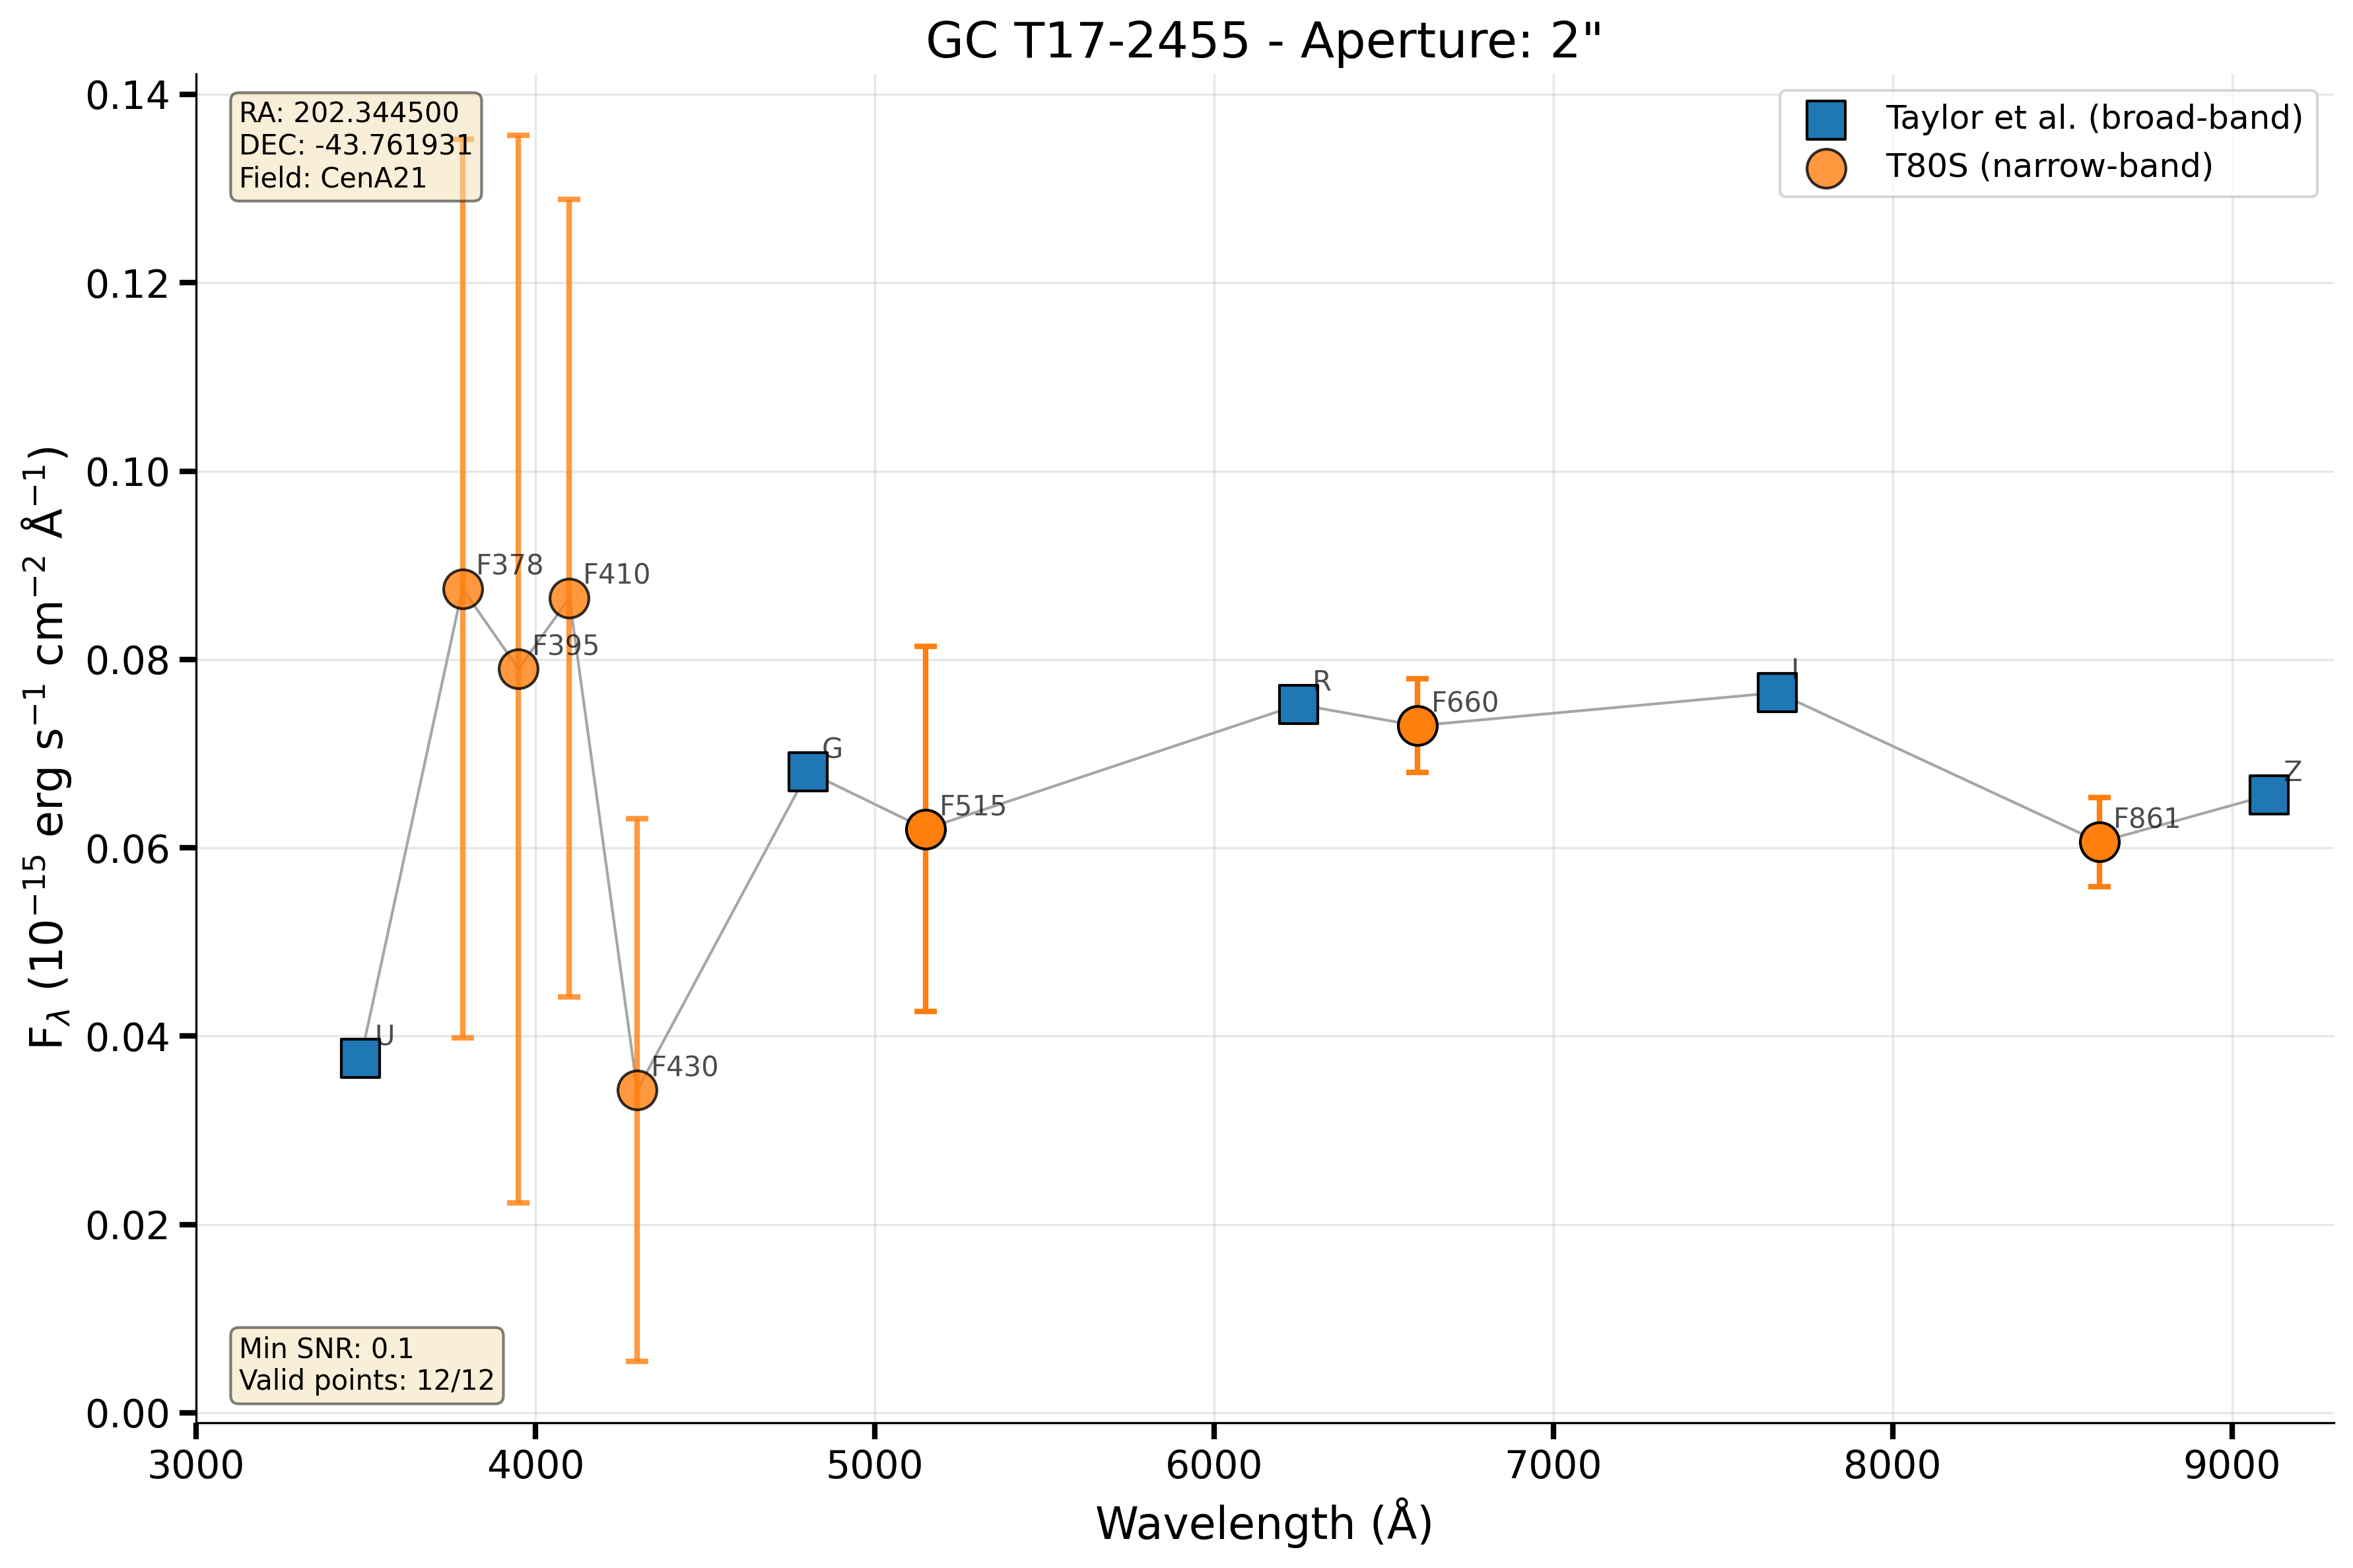 GC T17-2455 - Aperture: 2"
RA: 202.344500
DEC: -43.761931
Field: CenA21
Taylor et al. (broad-band)
T80S (narrow-band)
0.14
0.12
0.10
0.08
0.06
0.04
0.02
0.00
F$_{λ}$ (10$^{−15}$ erg s$^{−1}$ cm$^{−2}$ Å$^{−1}$)
U
F378
F395
F410
F430
G
F515
R
F660
I
F861
Z
Min SNR: 0.1
Valid points: 12/12
3000 4000 5000 6000 7000 8000 9000
Wavelength (Å)